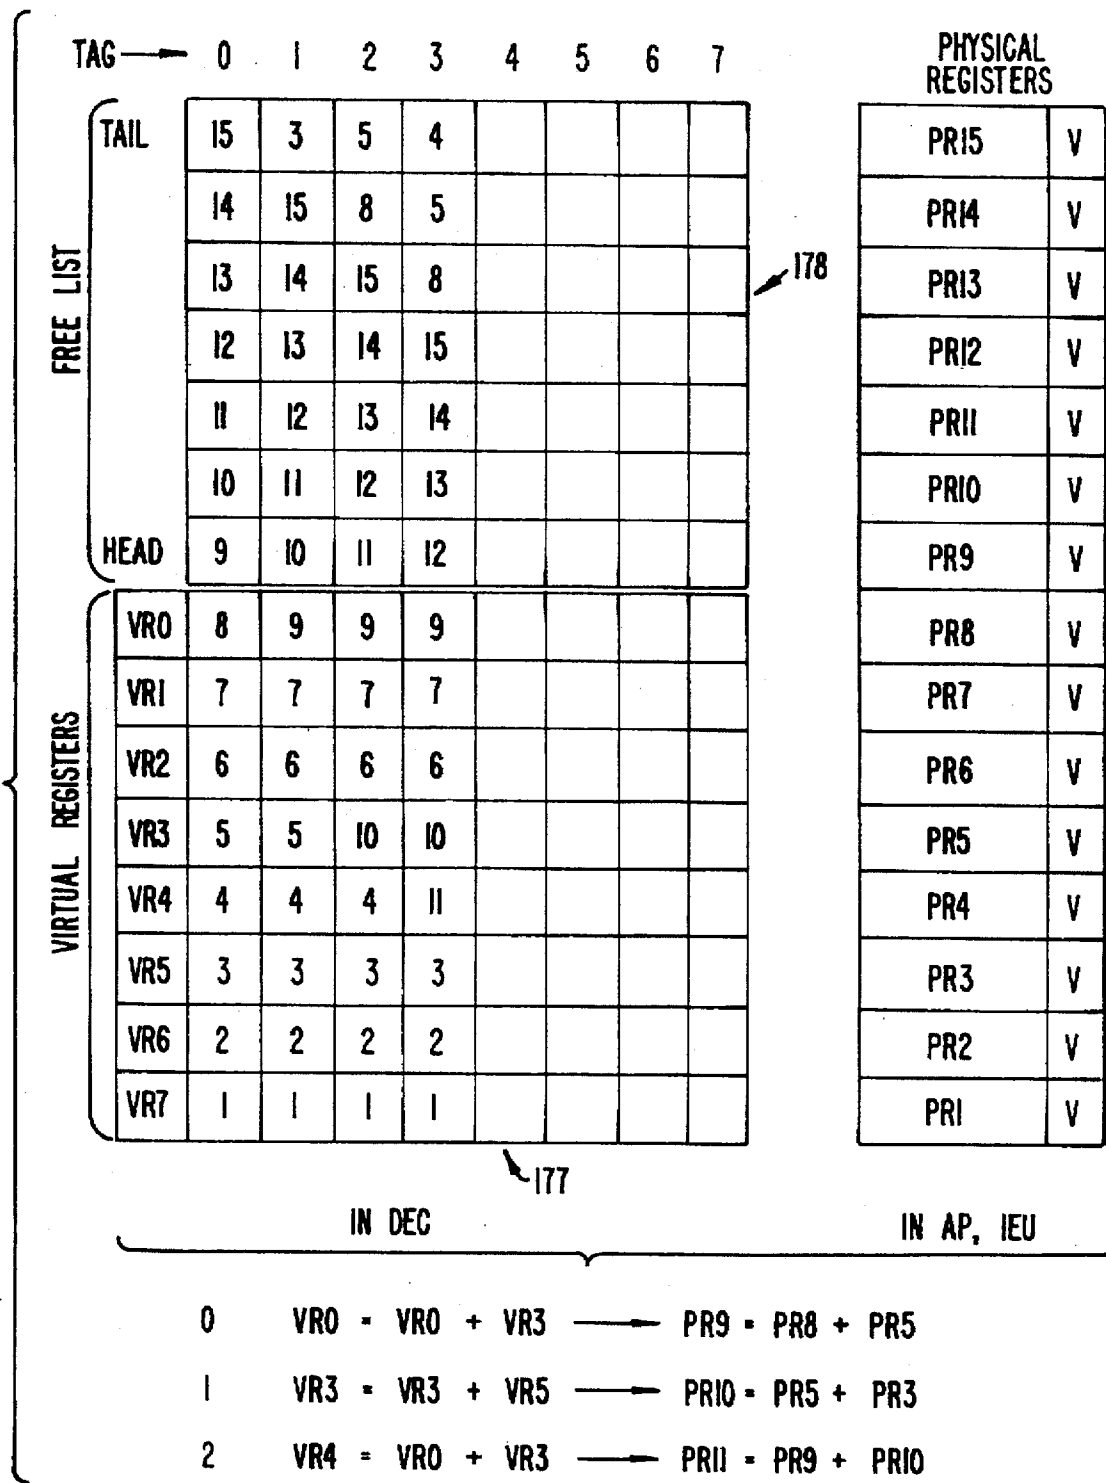 TAG 0 1 2 3 4 5 6 7 PHYSICAL REGISTERS
TAIL 15 3 5 4 PR15 V
14 15 8 5 PR14 V
13 14 15 8 178 PR13 V
12 13 14 15 PR12 V
11 12 13 14 PR11 V
10 11 12 13 PR10 V
HEAD 9 10 11 12 PR9 V
FREE LIST
VR0 8 9 9 9 PR8 V
VR1 7 7 7 7 PR7 V
VR2 6 6 6 6 PR6 V
VR3 5 5 10 10 PR5 V
VR4 4 4 4 11 PR4 V
VR5 3 3 3 3 PR3 V
VR6 2 2 2 2 PR2 V
VR7 1 1 1 1 PR1 V
VIRTUAL REGISTERS
177
IN DEC IN AP, IEU
0 VR0 = VR0 + VR3 → PR9 = PR8 + PR5
1 VR3 = VR3 + VR5 → PR10 = PR5 + PR3
2 VR4 = VR0 + VR3 → PR11 = PR9 + PR10